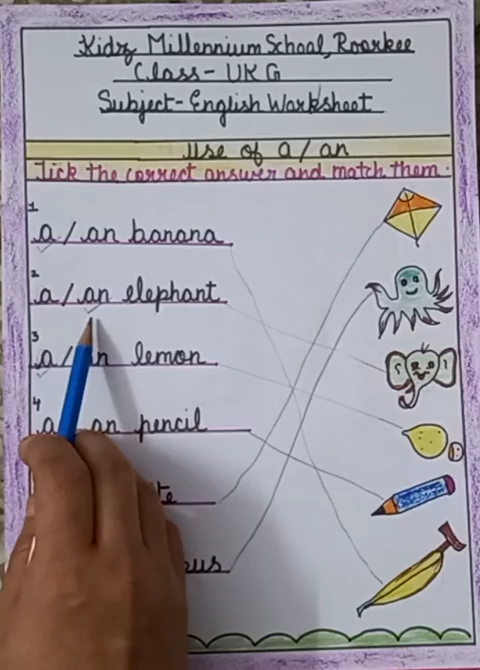 Kidz Millennium School, Roorkee
Class- UKG
Subject- English Worksheet
Use of a/an
Tick the correct answer and match them.
1 a/an banana
2 a/an elephant
3 a/an lemon
4 a an pencil